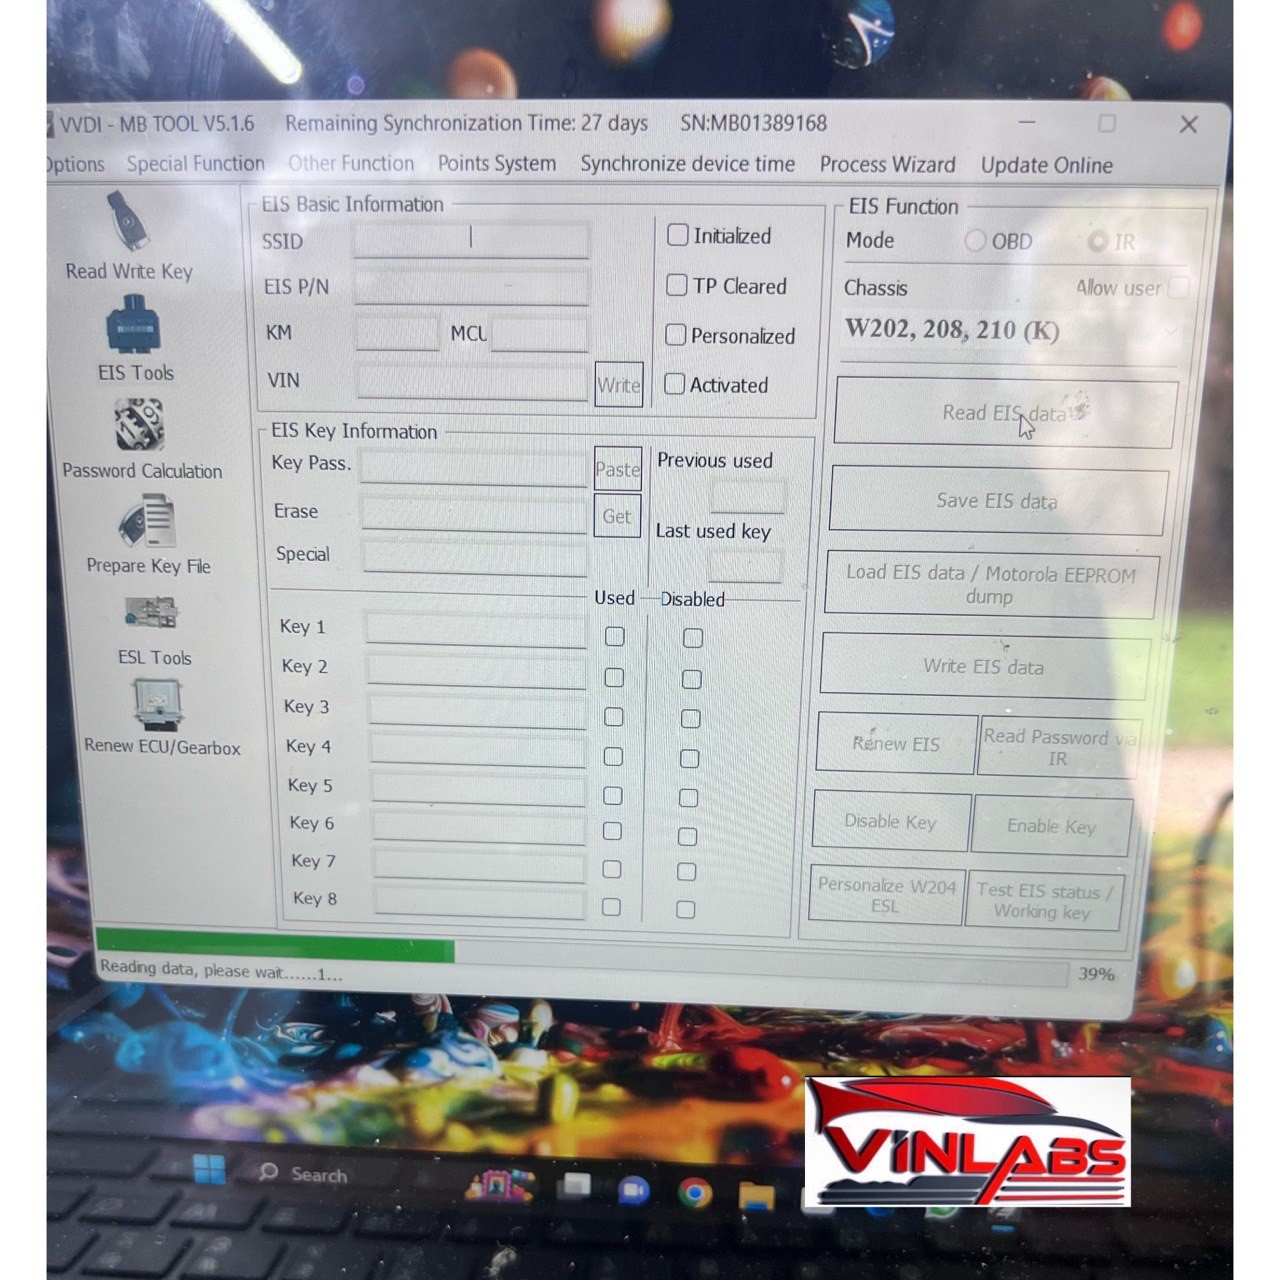 VVDI - MB TOOL V5.1.6 Remaining Synchronization Time: 27 days SN:MB01389168
Options Special Function Other Function Points System Synchronize device time Process Wizard Update Online
Read Write Key
EIS Tools
Password Calculation
Prepare Key File
ESL Tools
Renew ECU/Gearbox
EIS Basic Information
SSID
EIS P/N
KM MCU
VIN Write
Initialized
TP Cleared
Personalized
Activated
EIS Key Information
Key Pass. Paste
Erase Get
Special
Previous used
Last used key
Used Disabled
Key 1
Key 2
Key 3
Key 4
Key 5
Key 6
Key 7
Key 8
EIS Function
Mode OBD IR
Chassis Allow user
W202, 208, 210 (K)
Read EIS data
Save EIS data
Load EIS data / Motorola EEPROM
dump
Write EIS data
Renew EIS
Read Password via
IR
Disable Key
Enable Key
Personalize W204
ESL
Test EIS status /
Working key
Reading data, please wait......1...
39%
VINLABS
Search